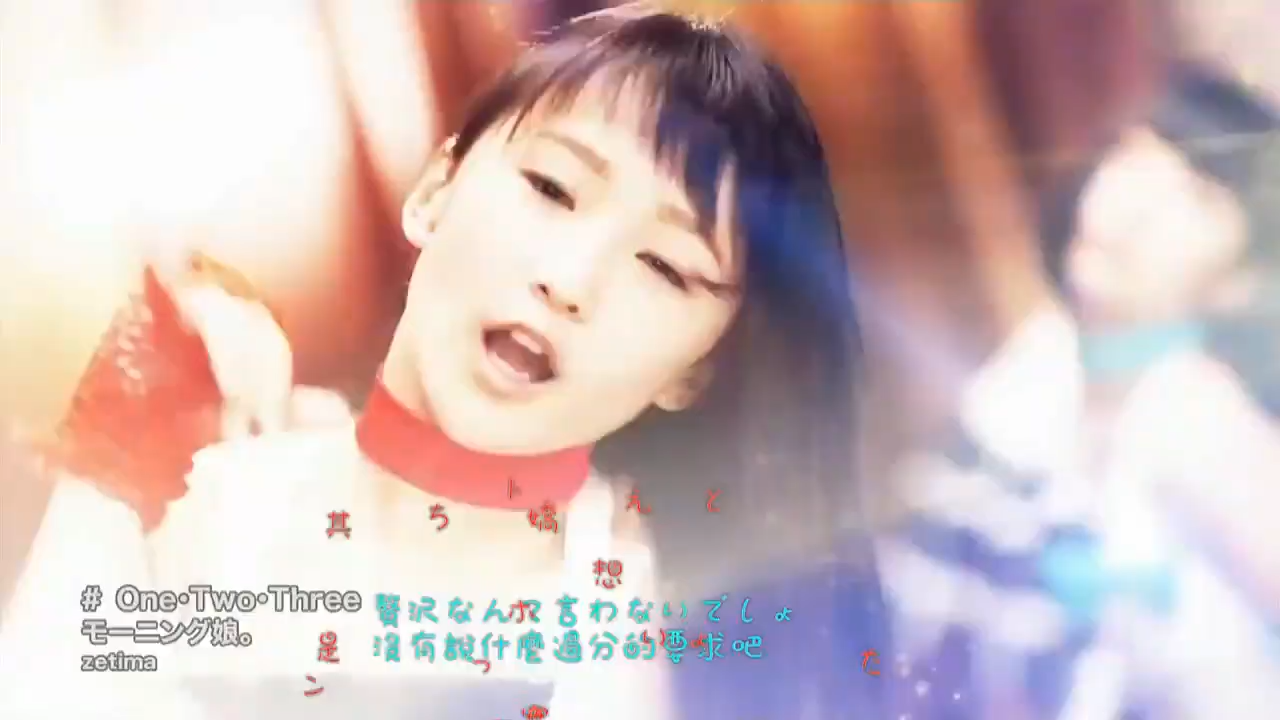 # One・Two・Three
モーニング娘。
zetima
贅沢なんて言わないでしょ
沒有說什麼過分的要求吧